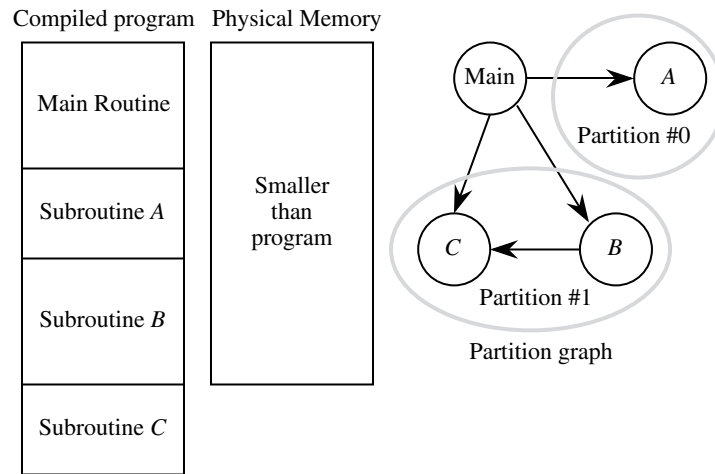 Compiled program
Main Routine
Subroutine A
Subroutine B
Subroutine C
Physical Memory
Smaller
than
program
Main
A
Partition #0
C
B
Partition #1
Partition graph